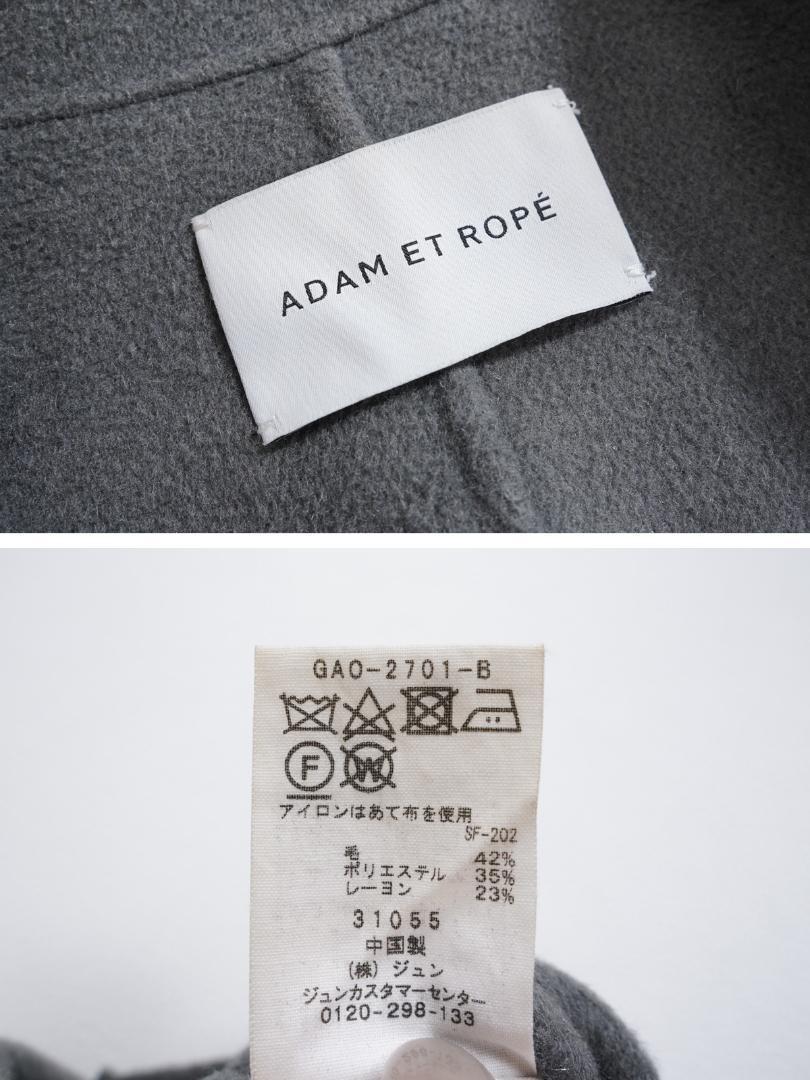 ADAM ET ROPÉ
GAO-2701-B
F
W
アイロンはあて布を使用
SF-202
毛 42%
ポリエステル 35%
レーヨン 23%
31055
中国製
(株)ジュン
ジュンカスタマーセンター
0120-298-133